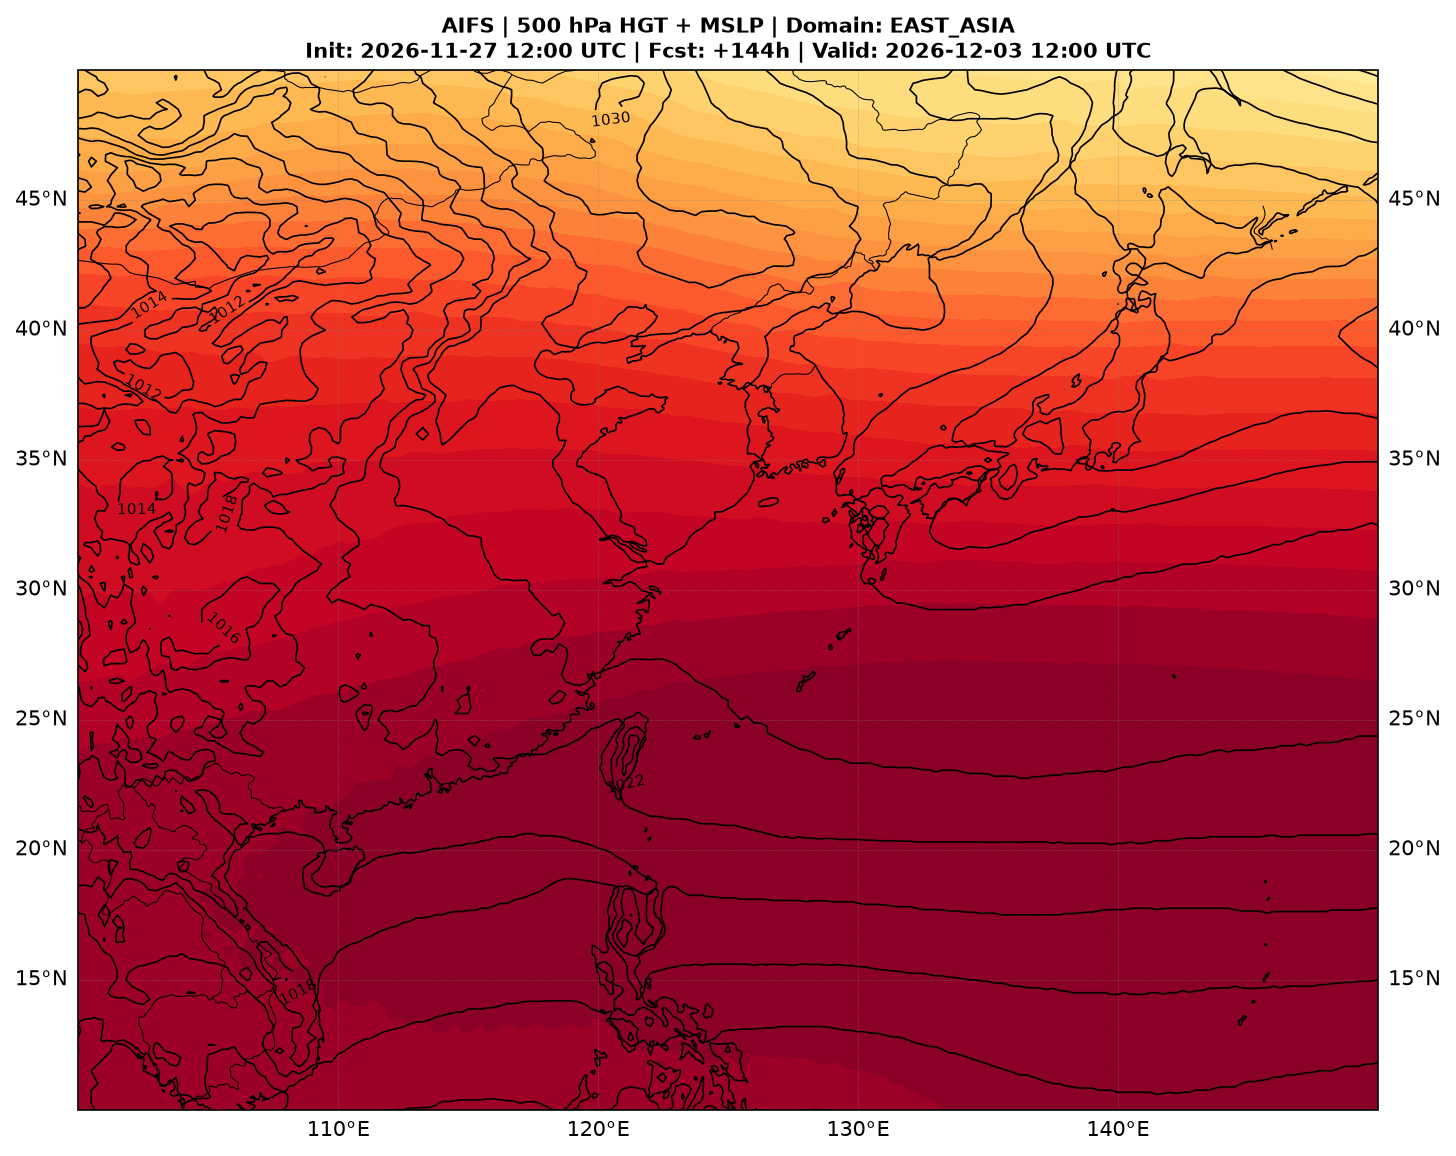 AIFS | 500 hPa HGT + MSLP | Domain: EAST_ASIA
Init: 2026-11-27 12:00 UTC | Fcst: +144h | Valid: 2026-12-03 12:00 UTC
1030
45°N 45°N
1014
1012
40°N 40°N
1012
35°N 35°N
1014
1018
30°N 30°N
1016
25°N 25°N
1022
20°N 20°N
15°N 15°N
1018
110°E 120°E 130°E 140°E